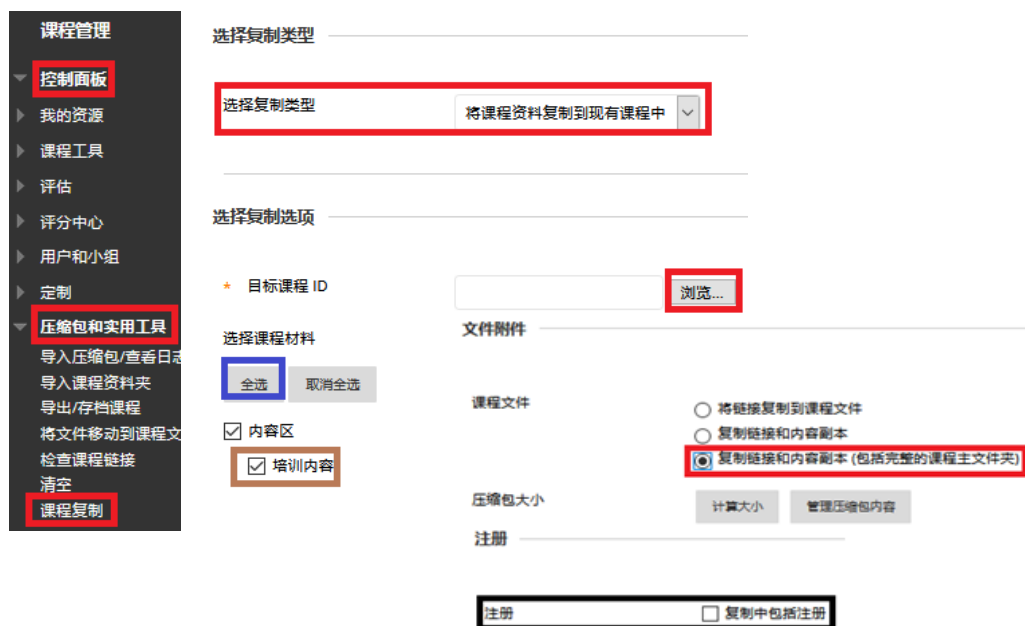 课程管理
控制面板
我的资源
课程工具
评估
评分中心
用户和小组
定制
压缩包和实用工具
导入压缩包/查看日志
导入课程资料夹
导出/存档课程
将文件移动到课程文
检查课程链接
清空
课程复制
选择复制类型
选择复制类型
将课程资料复制到现有课程中
选择复制选项
* 目标课程 ID
浏览...
选择课程材料
全选
取消全选
内容区
培训内容
文件附件
课程文件
将链接复制到课程文件
复制链接和内容副本
复制链接和内容副本 (包括完整的课程主文件夹)
压缩包大小
计算大小
管理压缩包内容
注册
注册
复制中包括注册